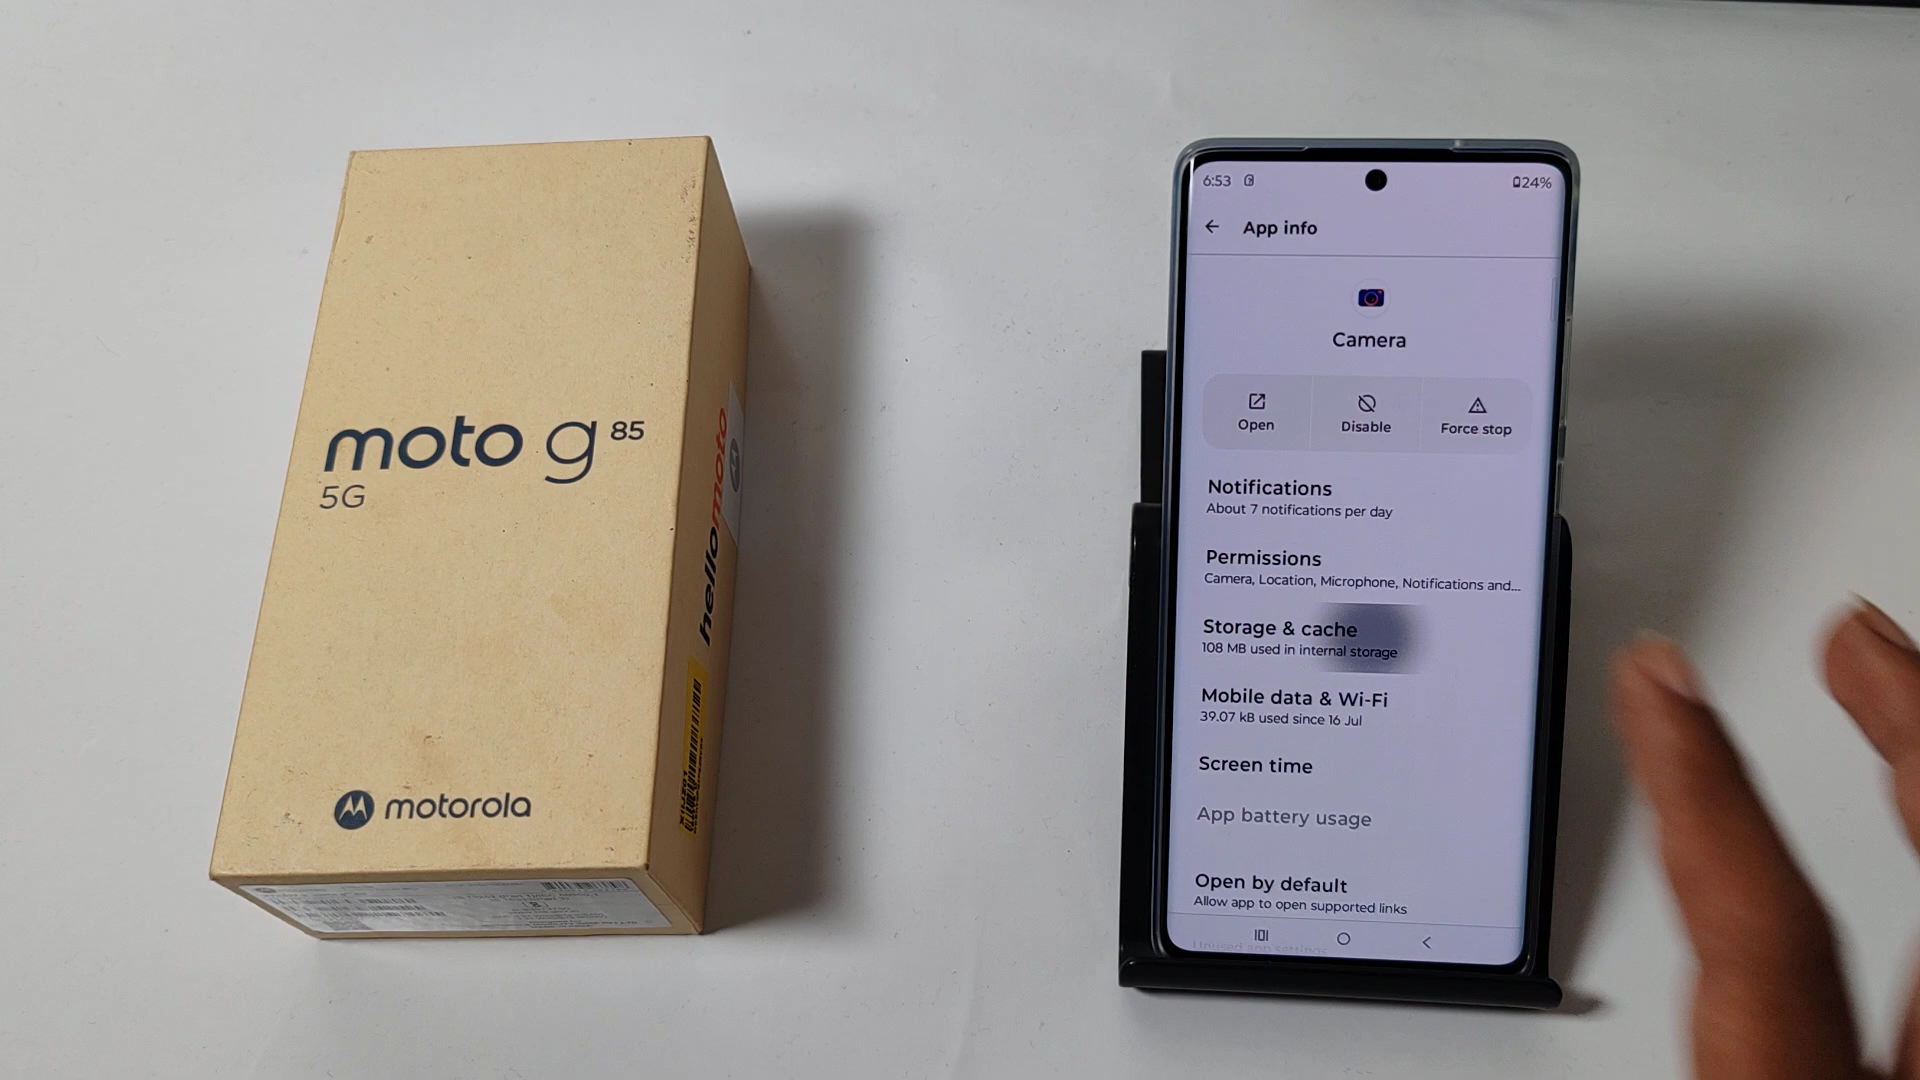 moto g 85
5G
motorola
hellomoto
6:53
24%
App info
Camera
Open
Disable
Force stop
Notifications
About 7 notifications per day
Permissions
Camera, Location, Microphone, Notifications and...
Storage & cache
108 MB used in internal storage
Mobile data & Wi-Fi
39.07 kB used since 16 Jul
Screen time
App battery usage
Open by default
Allow app to open supported links
Unused app settings